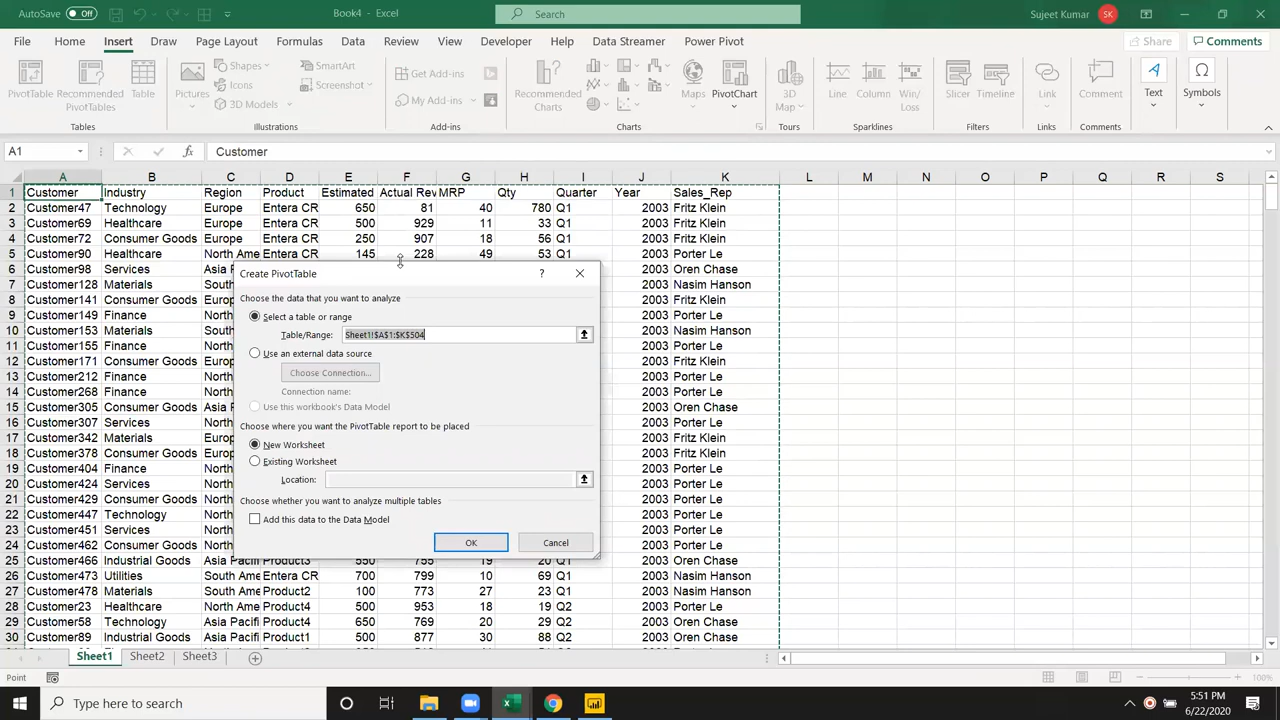 AutoSave Off Book4 - Excel Search Sujeet Kumar SK
File Home Insert Draw Page Layout Formulas Data Review View Developer Help Data Streamer Power Pivot Share Comments
PivotTable Recommended PivotTables Table Pictures Shapes Icons 3D Models SmartArt Screenshot Get Add-ins My Add-ins Recommended Charts Maps PivotChart 3D Map Line Column Win/Loss Slicer Timeline Link Comment Text Symbols
Tables Illustrations Add-ins Charts Tours Sparklines Filters Links Comments
A1 fx Customer
A B C D E F G H I J K L M N O P Q R S
1 Customer Industry Region Product Estimated Actual Rev MRP Qty Quarter Year Sales_Rep
2 Customer47 Technology Europe Entera CR 650 81 40 780 Q1 2003 Fritz Klein
3 Customer69 Healthcare Europe Entera CR 500 929 11 33 Q1 2003 Fritz Klein
4 Customer72 Consumer Goods Europe Entera CR 250 907 18 56 Q1 2003 Fritz Klein
5 Customer90 Healthcare North Ame Entera CR 145 228 49 53 Q1 2003 Porter Le
6 Customer98 Services Asia P 2003 Oren Chase
7 Customer128 Materials South 2003 Nasim Hanson
8 Customer141 Consumer Goods Europ 2003 Fritz Klein
9 Customer149 Finance North 2003 Porter Le
10 Customer153 Materials South 2003 Nasim Hanson
11 Customer155 Finance North 2003 Porter Le
12 Customer171 Consumer Goods Europ 2003 Fritz Klein
13 Customer212 Finance North 2003 Porter Le
14 Customer268 Finance North 2003 Porter Le
15 Customer305 Consumer Goods Asia P 2003 Oren Chase
16 Customer307 Services North 2003 Porter Le
17 Customer342 Materials Europ 2003 Fritz Klein
18 Customer378 Consumer Goods Europ 2003 Fritz Klein
19 Customer404 Finance North 2003 Porter Le
20 Customer424 Services North 2003 Porter Le
21 Customer429 Consumer Goods North 2003 Porter Le
22 Customer447 Technology North 2003 Porter Le
23 Customer451 Services North 2003 Porter Le
24 Customer462 Consumer Goods North 2003 Porter Le
25 Customer466 Industrial Goods Asia Pacifi Product3 550 755 19 20 Q1 2003 Oren Chase
26 Customer473 Utilities South Ame Entera CR 700 799 10 69 Q1 2003 Nasim Hanson
27 Customer478 Materials South Ame Product2 100 773 27 23 Q1 2003 Nasim Hanson
28 Customer23 Healthcare North Ame Product4 500 953 18 19 Q2 2003 Porter Le
29 Customer58 Technology Asia Pacifi Product4 650 769 20 29 Q2 2003 Oren Chase
30 Customer89 Industrial Goods Asia Pacifi Product1 500 877 30 88 Q2 2003 Oren Chase
Create PivotTable ?
Choose the data that you want to analyze
Select a table or range
Table/Range: Sheet1!$A$1:$K$504
Use an external data source
Choose Connection...
Connection name:
Use this workbook's Data Model
Choose where you want the PivotTable report to be placed
New Worksheet
Existing Worksheet
Location:
Choose whether you want to analyze multiple tables
Add this data to the Data Model
OK Cancel
Sheet1 Sheet2 Sheet3
Point 100%
Type here to search
5:51 PM
6/22/2020